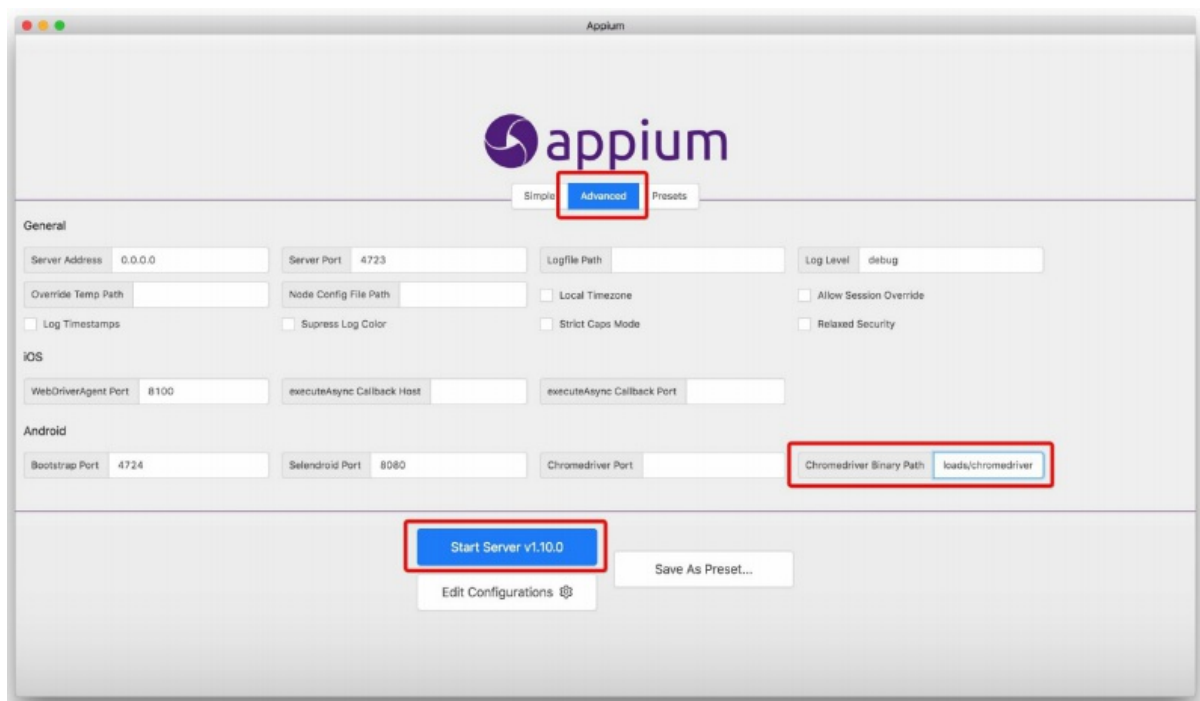 Appium
appium
Simple Advanced Presets
General
Server Address 0.0.0.0 Server Port 4723 Logfile Path Log Level debug
Override Temp Path Node Config File Path Local Timezone Allow Session Override
Log Timestamps Supress Log Color Strict Caps Mode Relaxed Security
iOS
WebDriverAgent Port 8100 executeAsync Callback Host executeAsync Callback Port
Android
Bootstrap Port 4724 Selendroid Port 8080 Chromedriver Port Chromedriver Binary Path loads/chromedriver
Start Server v1.10.0
Save As Preset...
Edit Configurations